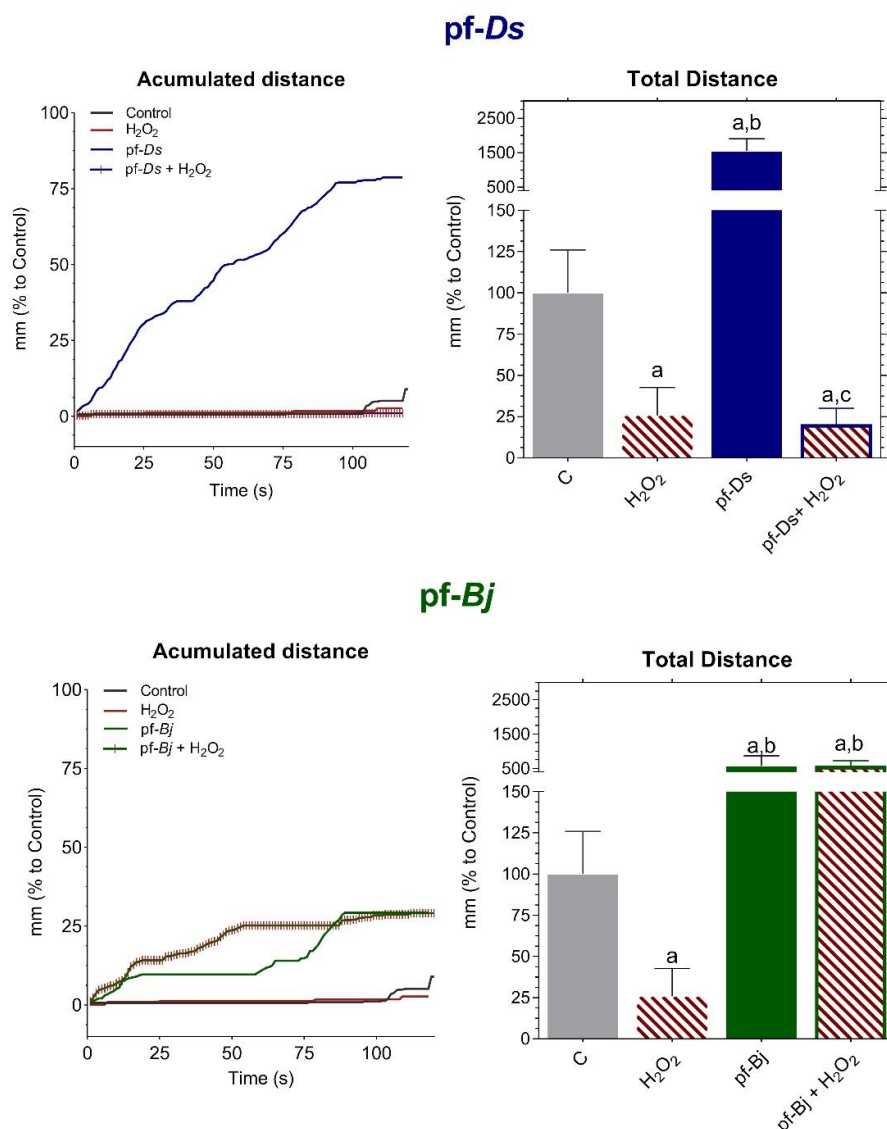 pf-Ds
Acumulated distance
mm (% to Control)
100
75
50
25
0
Control
H₂O₂
pf-Ds
pf-Ds + H₂O₂
0 25 50 75 100
Time (s)
Total Distance
mm (% to Control)
2500
1500
500
150
125
100
75
50
25
0
a
a,b
a,c
C
H₂O₂
pf-Ds
pf-Ds+ H₂O₂
pf-Bj
Acumulated distance
mm (% to Control)
100
75
50
25
0
Control
H₂O₂
pf-Bj
pf-Bj + H₂O₂
0 25 50 75 100
Time (s)
Total Distance
mm (% to Control)
2500
1500
500
150
125
100
75
50
25
0
a
a,b
a,b
C
H₂O₂
pf-Bj
pf-Bj + H₂O₂